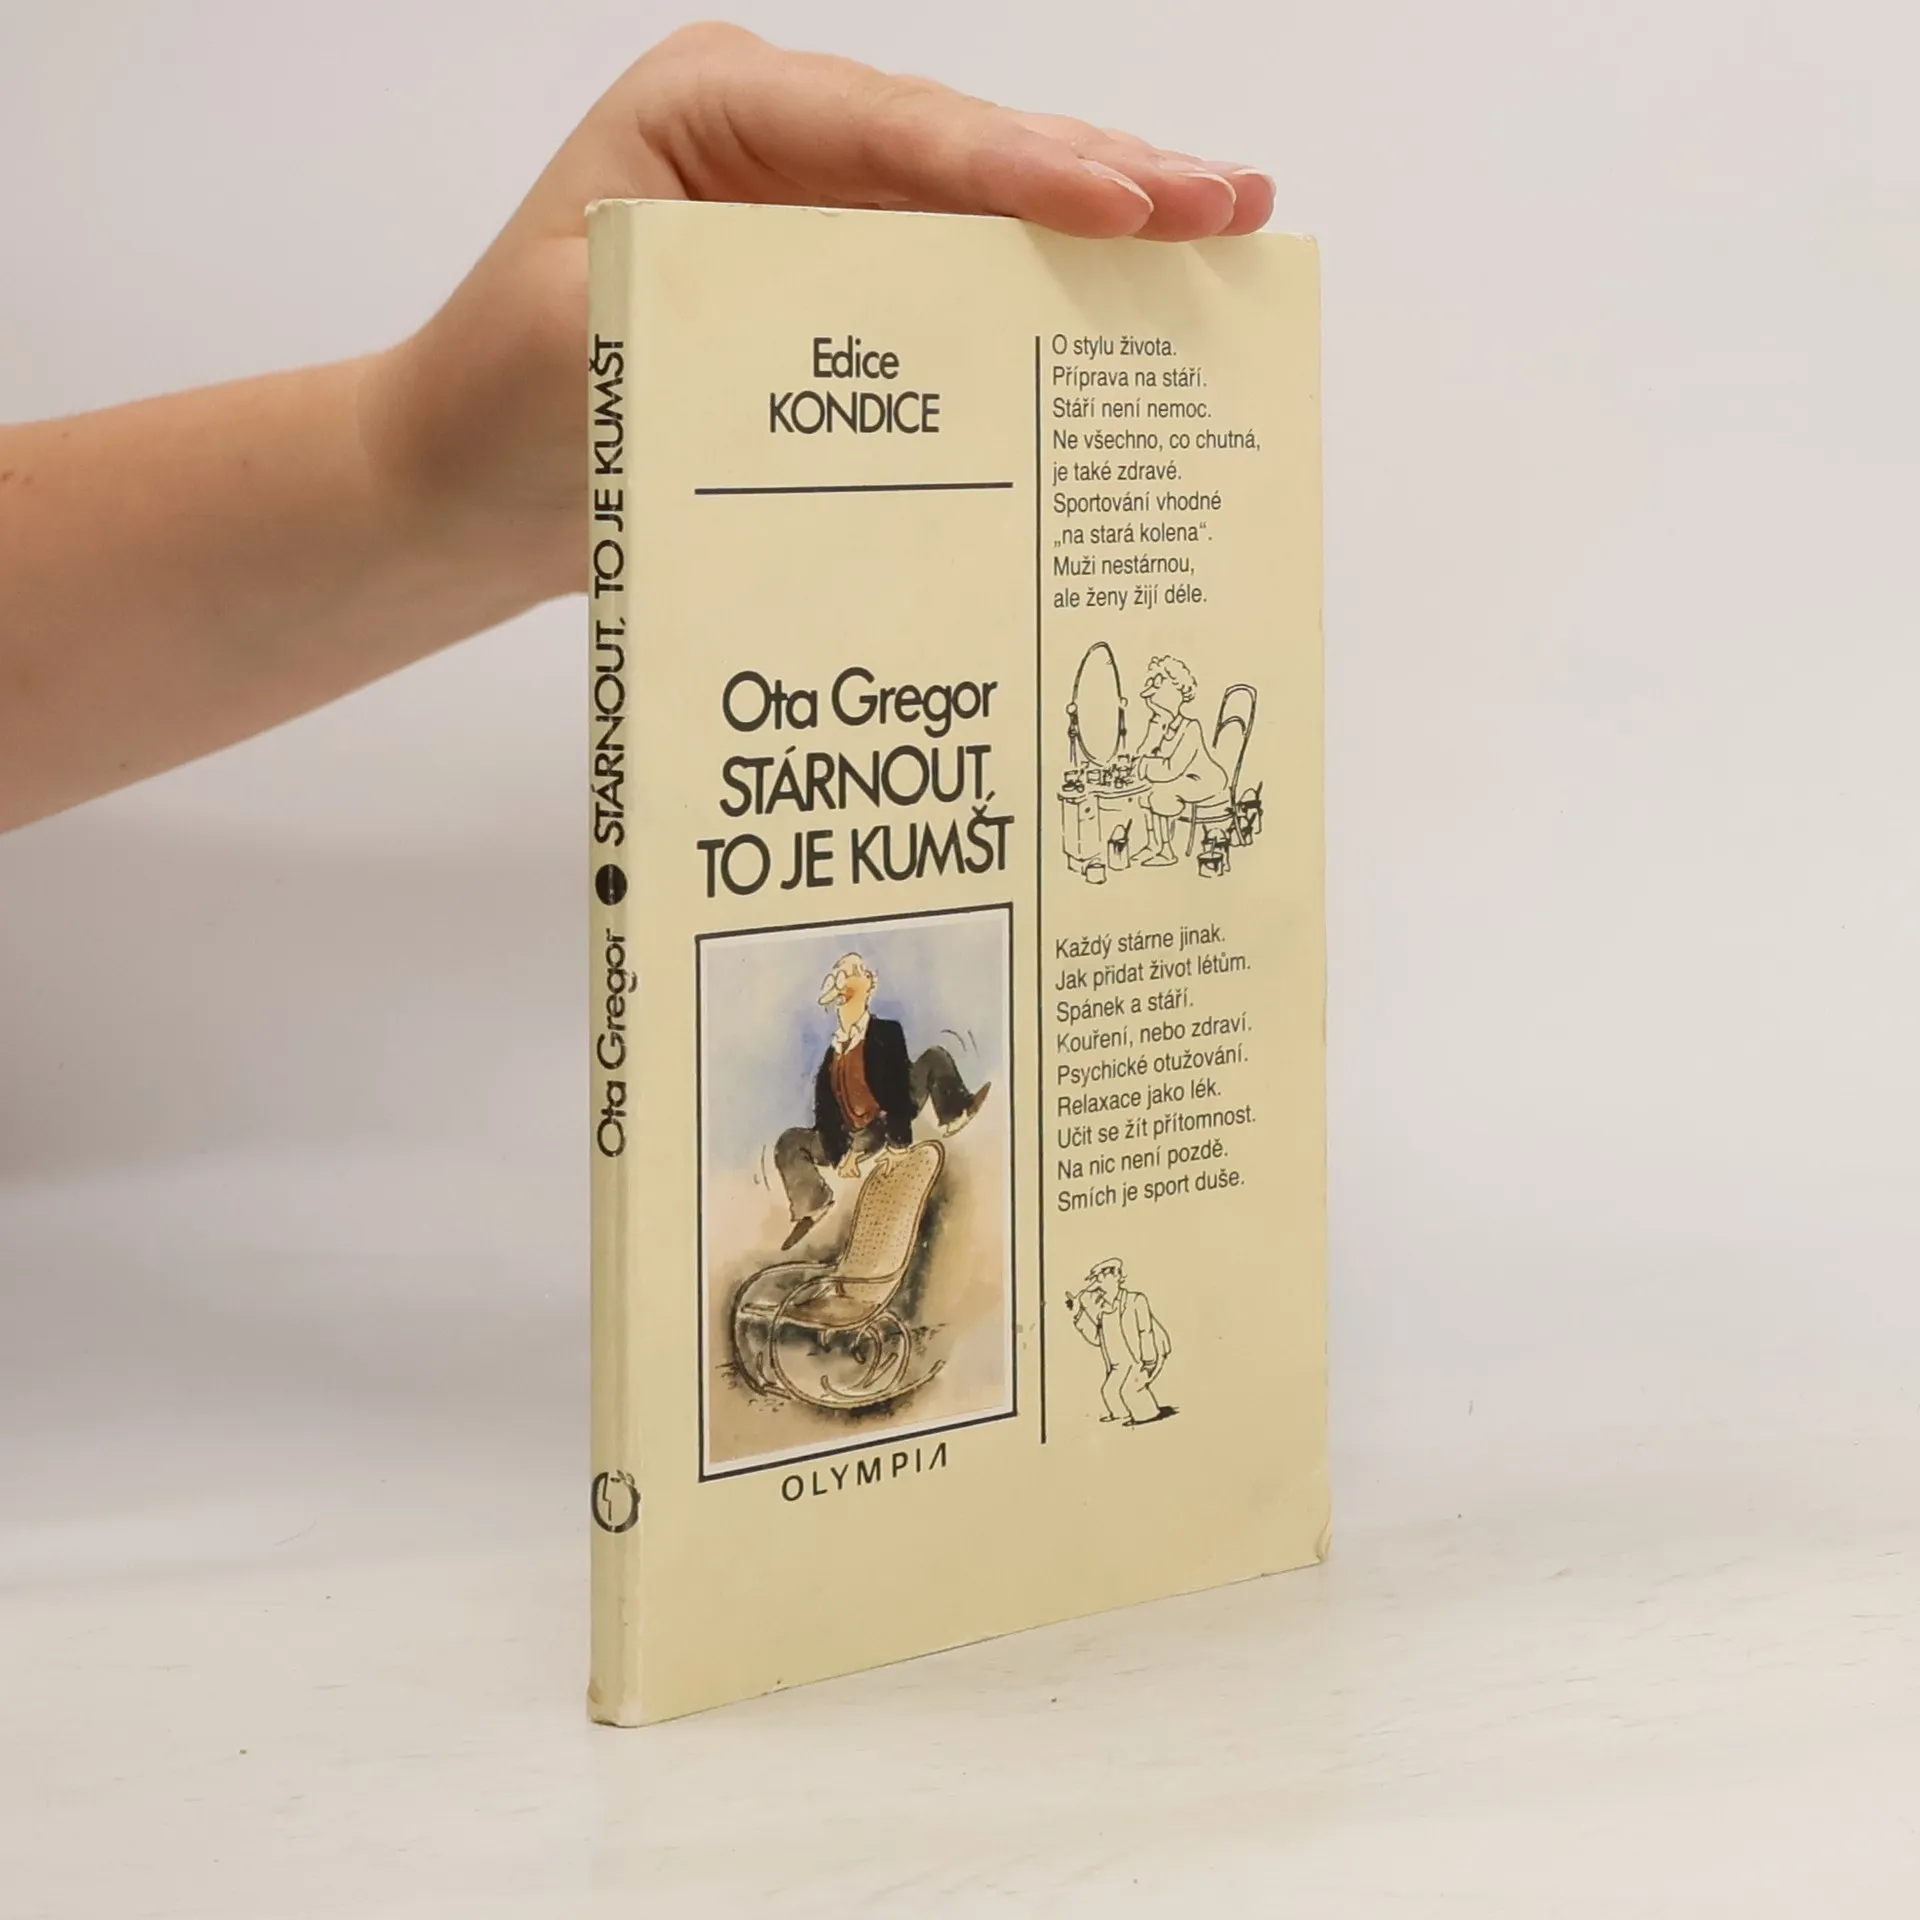 Ota Gregor ● STÁRNOUT, TO JE KUMŠT
Edice
KONDICE
Ota Gregor
STÁRNOUT,
TO JE KUMŠT
OLYMPIA
O stylu života.
Příprava na stáří.
Stáří není nemoc.
Ne všechno, co chutná,
je také zdravé.
Sportování vhodné
„na stará kolena“.
Muži nestárnou,
ale ženy žijí déle.
Každý stárne jinak.
Jak přidat život létům.
Spánek a stáří.
Kouření, nebo zdraví.
Psychické otužování.
Relaxace jako lék.
Učit se žít přítomnost.
Na nic není pozdě.
Smích je sport duše.